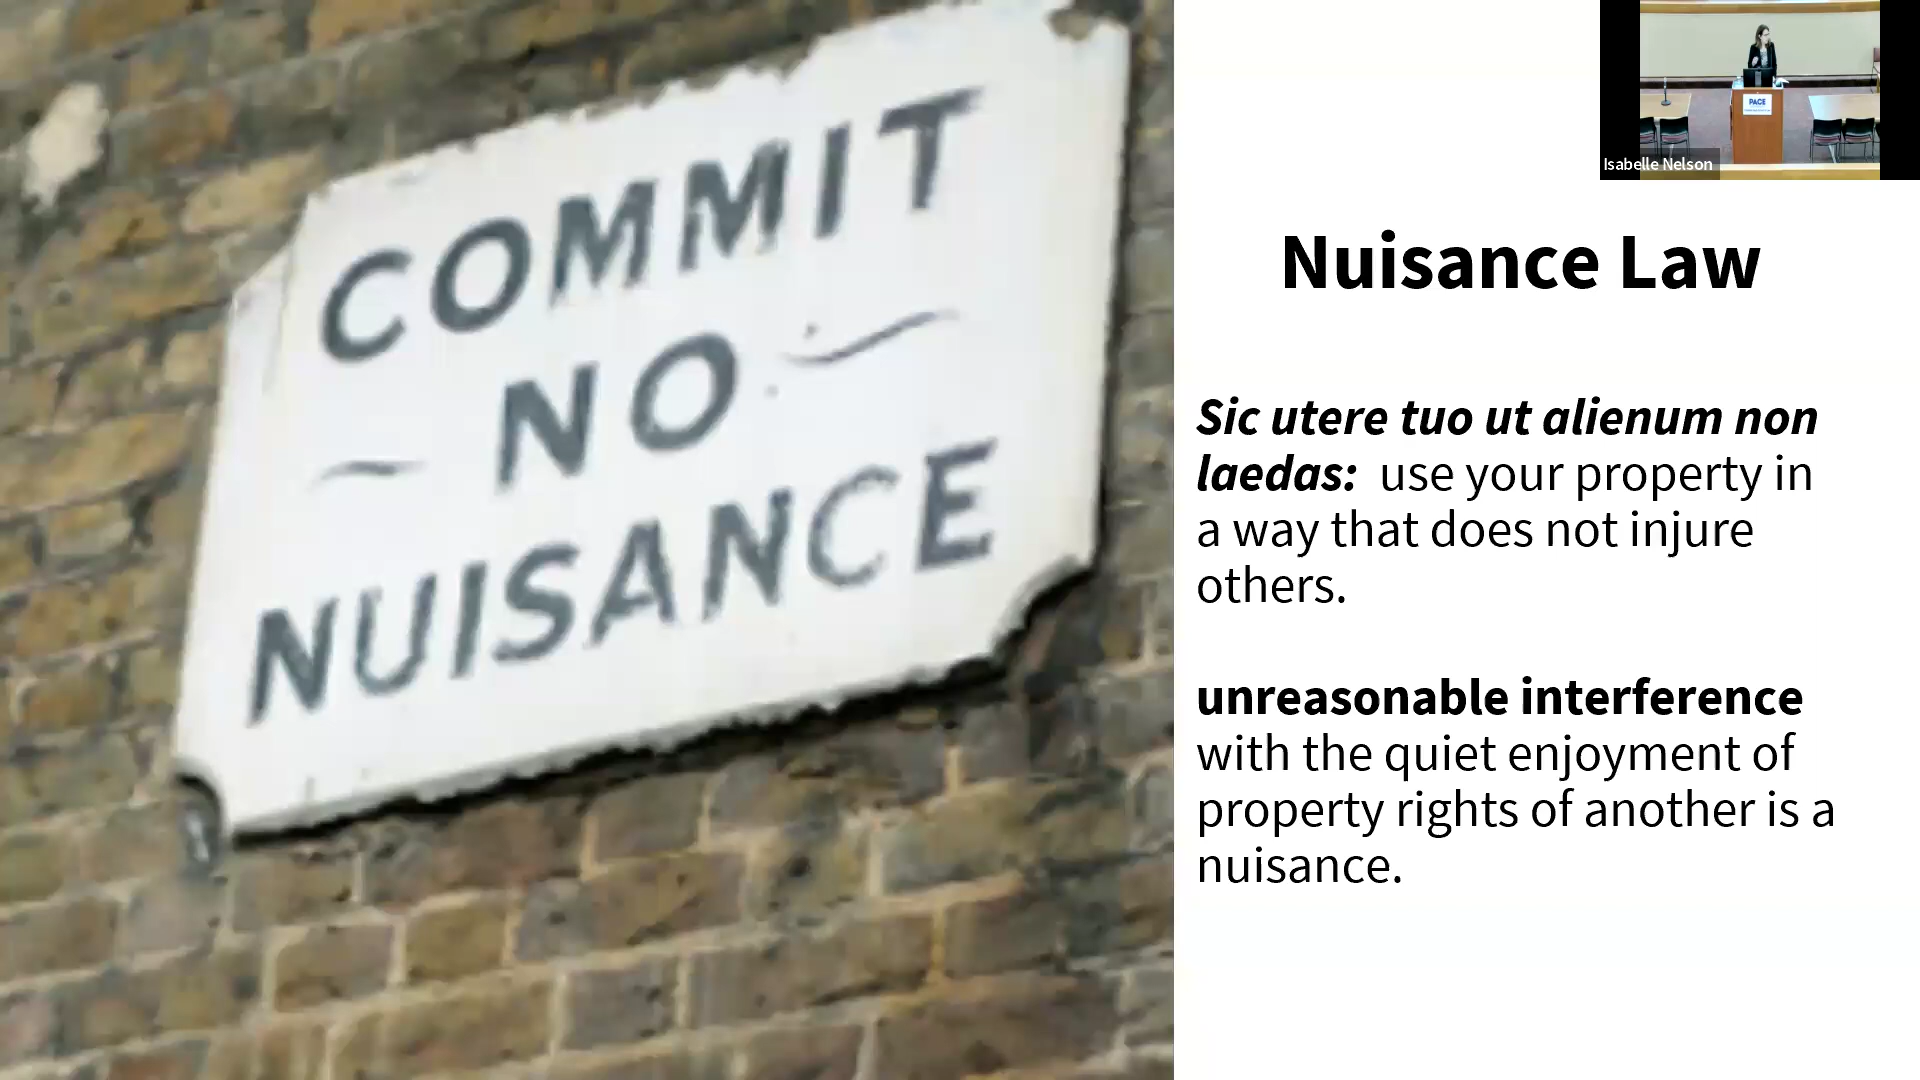 COMMIT
NO
NUISANCE
PACE
Isabelle Nelson
Nuisance Law
Sic utere tuo ut alienum non
laedas: use your property in
a way that does not injure
others.
unreasonable interference
with the quiet enjoyment of
property rights of another is a
nuisance.